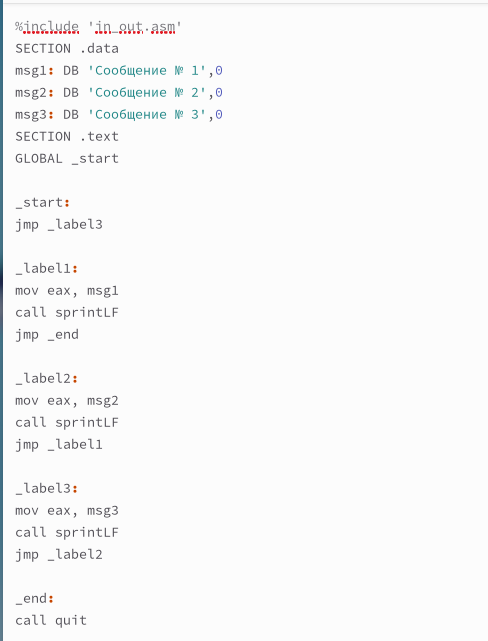 %include 'in_out.asm'
SECTION .data
msg1: DB 'Сообщение № 1',0
msg2: DB 'Сообщение № 2',0
msg3: DB 'Сообщение № 3',0
SECTION .text
GLOBAL _start
_start:
jmp _label3
_label1:
mov eax, msg1
call sprintLF
jmp _end
_label2:
mov eax, msg2
call sprintLF
jmp _label1
_label3:
mov eax, msg3
call sprintLF
jmp _label2
_end:
call quit